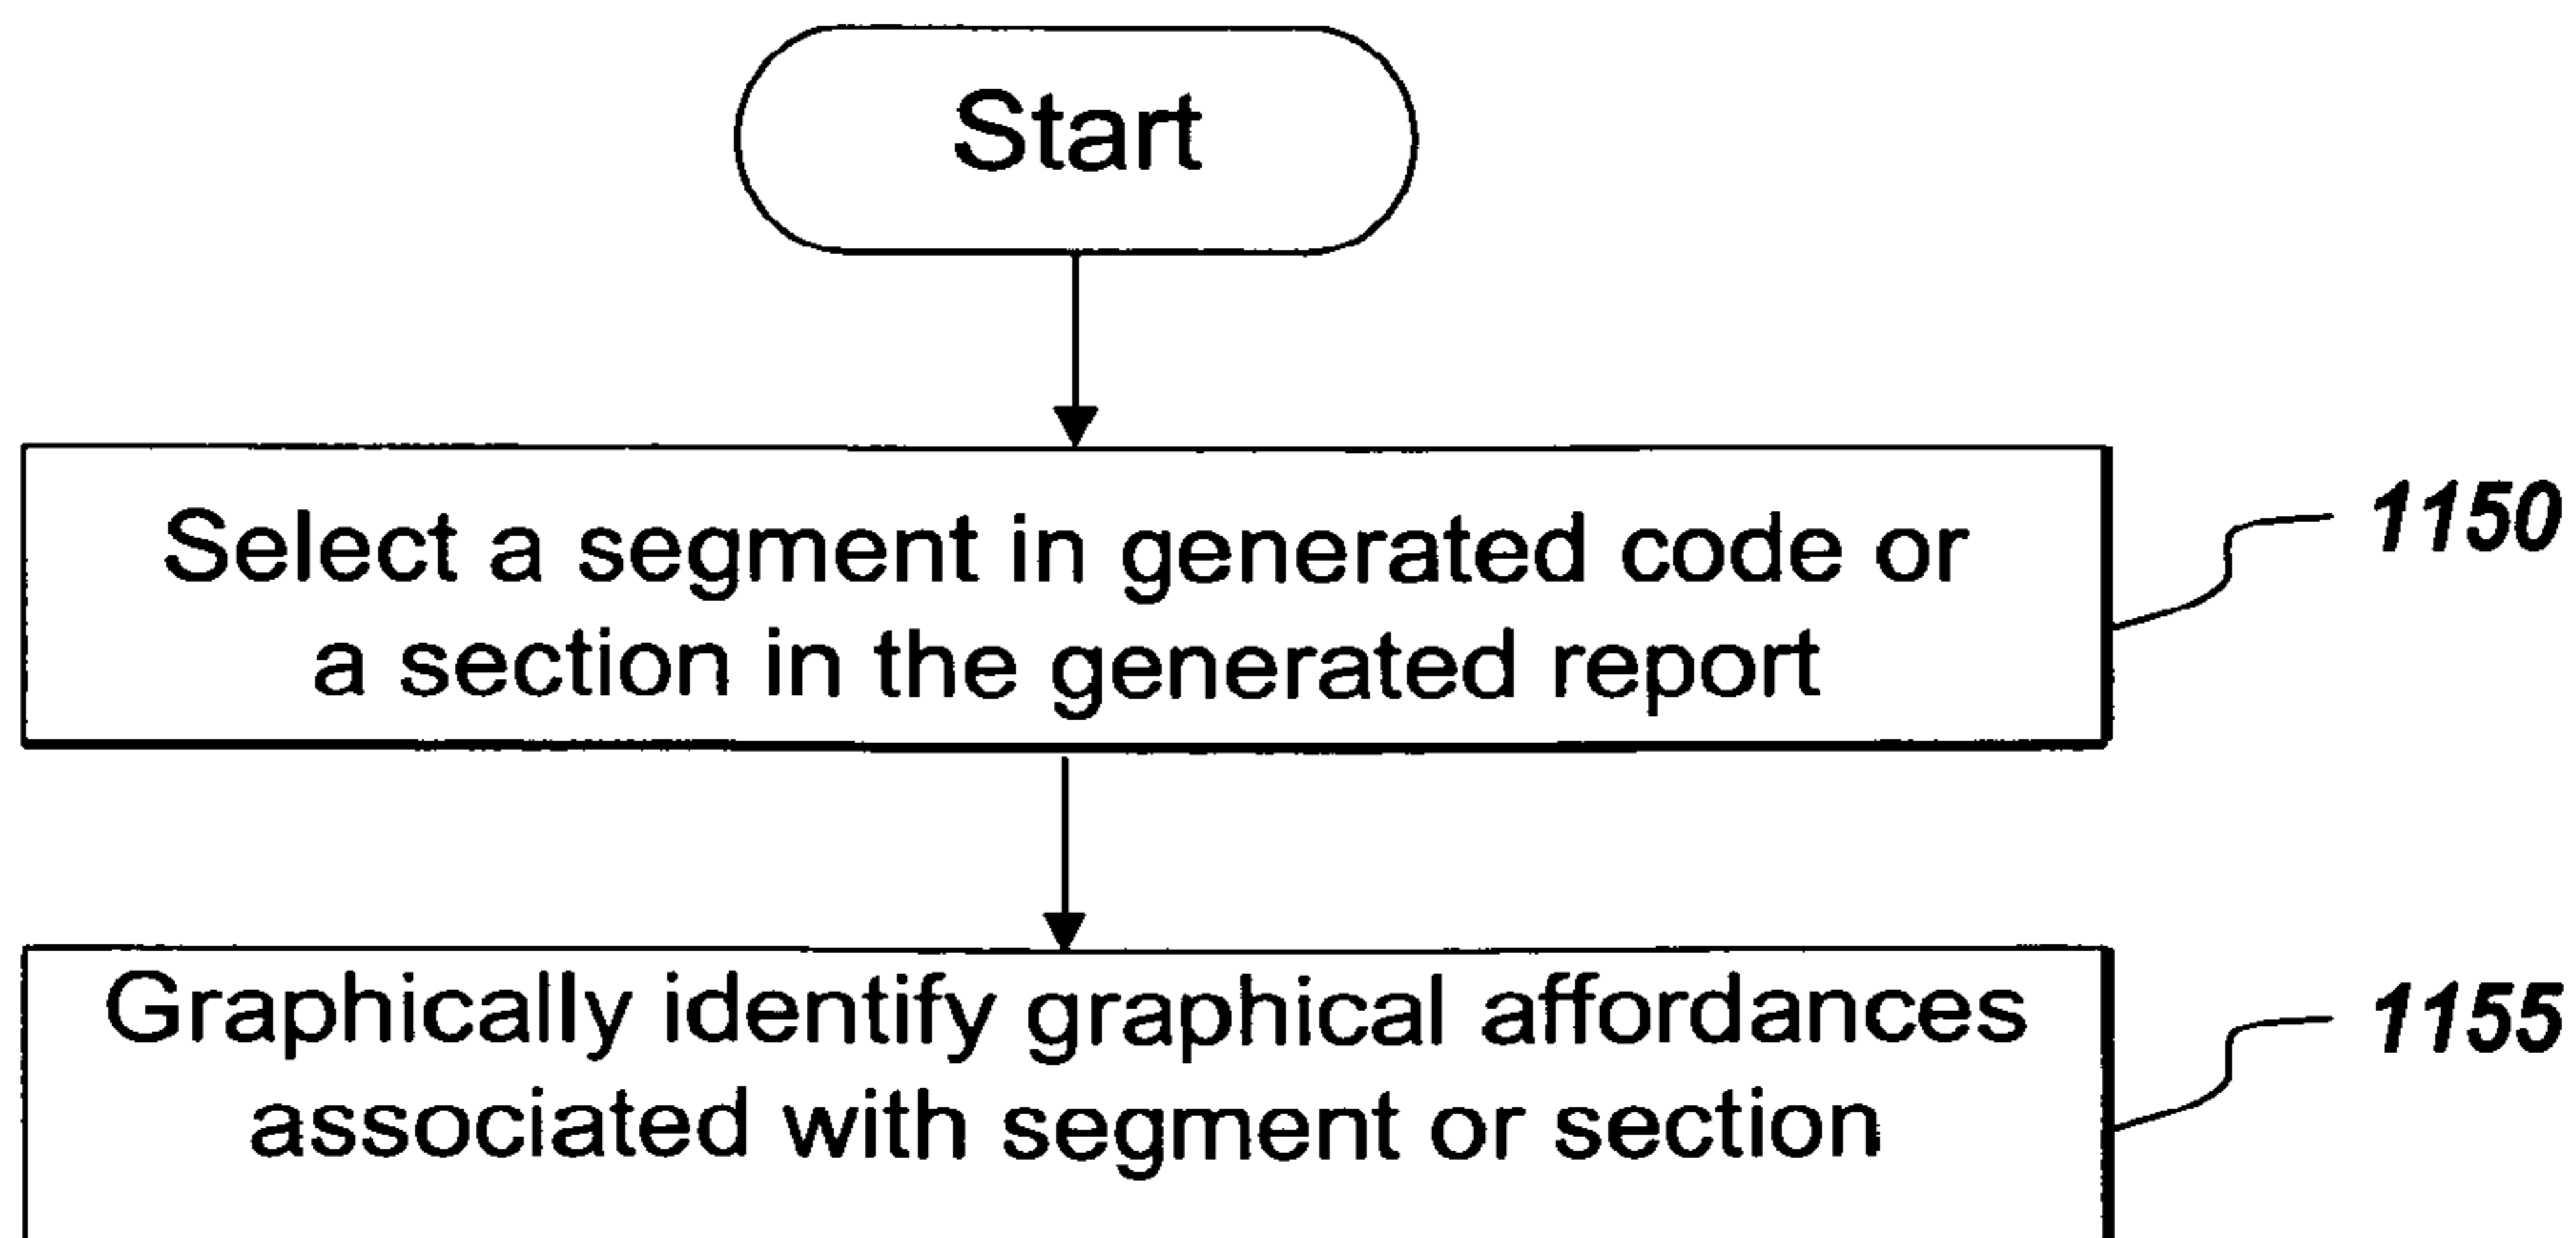 Start
Select a segment in generated code or
a section in the generated report
1150
Graphically identify graphical affordances
associated with segment or section
1155